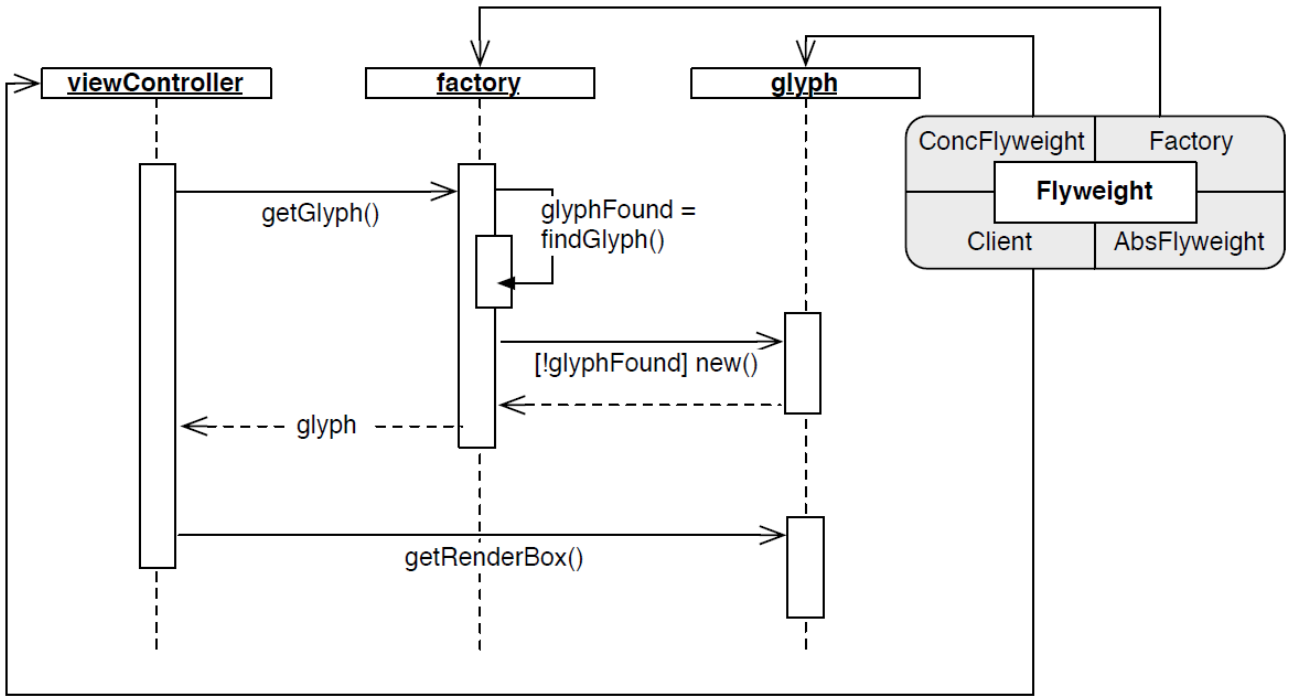 viewController
factory
glyph
ConcFlyweight
Factory
Flyweight
Client
AbsFlyweight
getGlyph()
glyphFound =
findGlyph()
[!glyphFound] new()
glyph
getRenderBox()